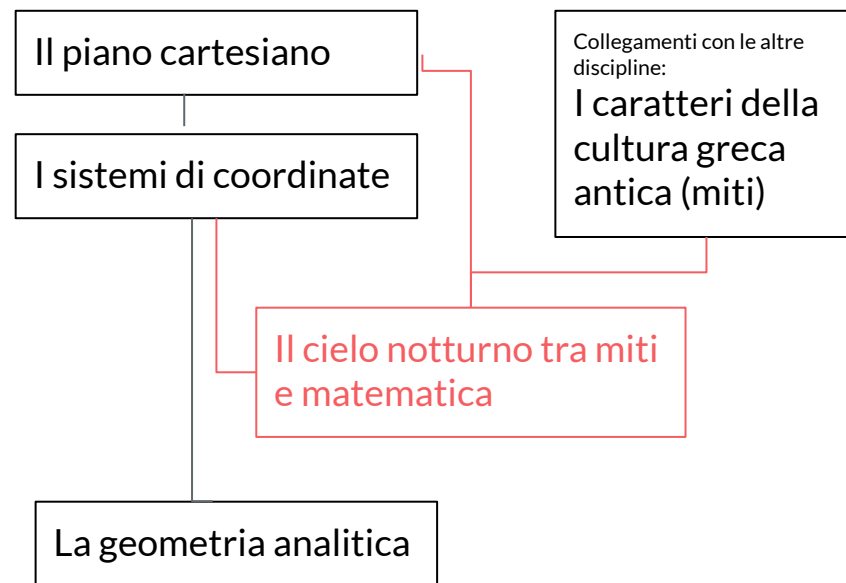 Il piano cartesiano
I sistemi di coordinate
Collegamenti con le altre
discipline:
I caratteri della
cultura greca
antica (miti)
Il cielo notturno tra miti
e matematica
La geometria analitica